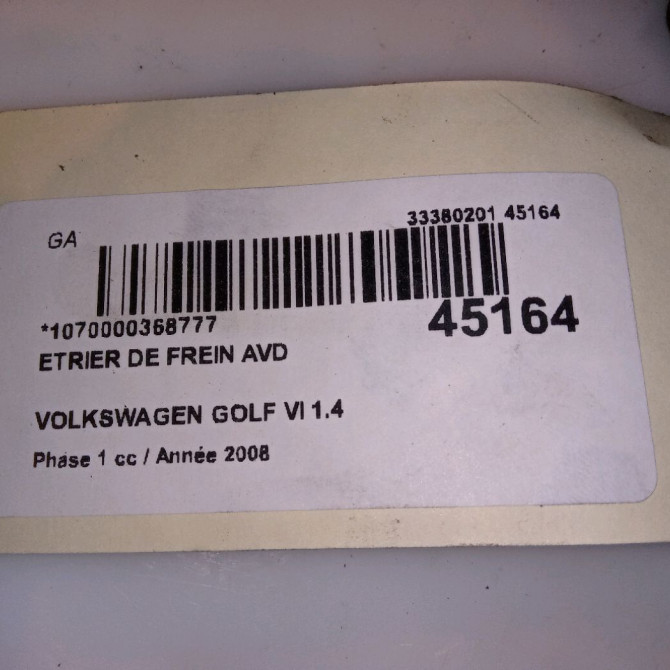 GA
33380201 45164
*1070000368777
45164
ETRIER DE FREIN AVD
VOLKSWAGEN GOLF VI 1.4
Phase 1 cc / Année 2008